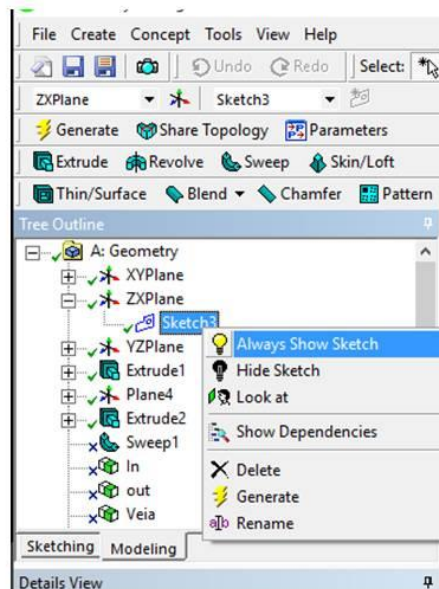 File Create Concept Tools View Help
Undo Redo Select:
ZXPlane Sketch3
Generate Share Topology Parameters
Extrude Revolve Sweep Skin/Loft
Thin/Surface Blend Chamfer Pattern
Tree Outline
A: Geometry
XYPlane
ZXPlane
Sketch3
Always Show Sketch
YZPlane
Hide Sketch
Extrude1
Look at
Plane4
Extrude2
Show Dependencies
Sweep1
In
Delete
out
Generate
Veia
Rename
Sketching Modeling
Details View